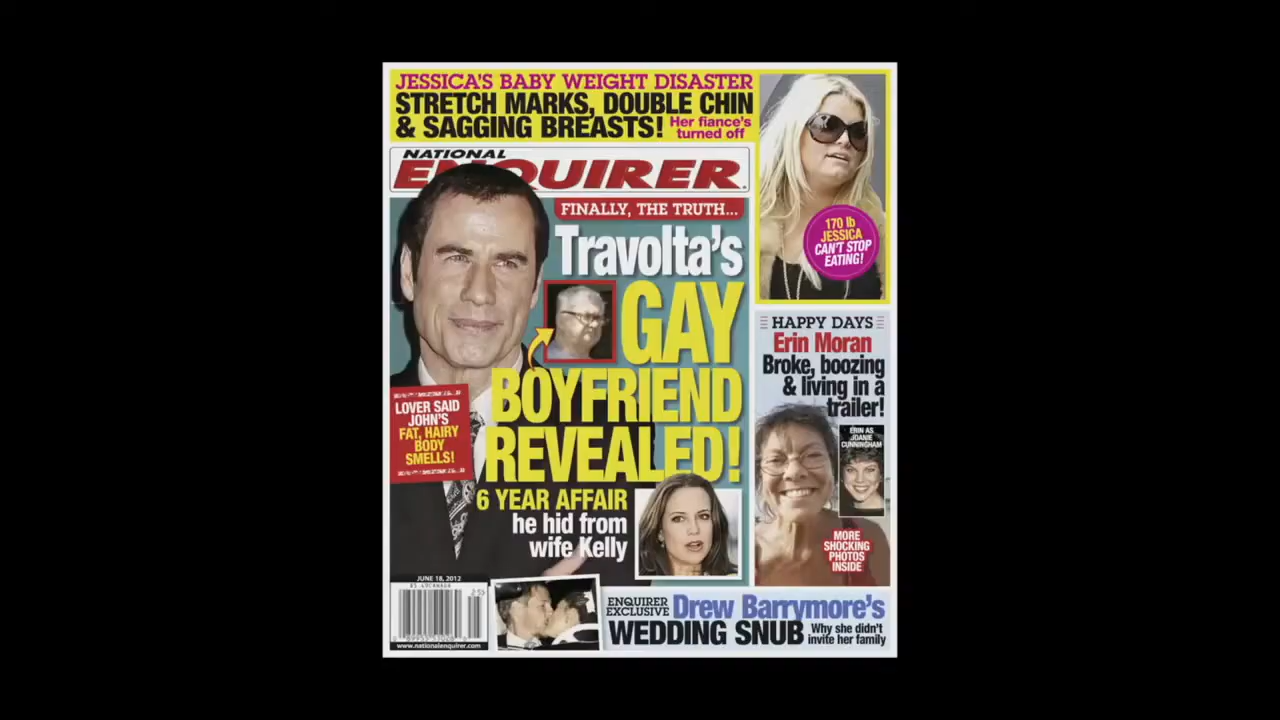 JESSICA'S BABY WEIGHT DISASTER
STRETCH MARKS, DOUBLE CHIN
& SAGGING BREASTS!
Her fiance's
turned off
NATIONAL
ENQUIRER
170 lb
JESSICA
CAN'T STOP
EATING!
FINALLY, THE TRUTH...
Travolta's
GAY
BOYFRIEND
REVEALED!
6 YEAR AFFAIR
he hid from
wife Kelly
LOVER SAID
JOHN'S
FAT, HAIRY
BODY
SMELLS!
HAPPY DAYS
Erin Moran
Broke, boozing
& living in a
trailer!
ERIN AS
JOANIE
CUNNINGHAM
MORE
SHOCKING
PHOTOS
INSIDE
JUNE 18, 2012
www.nationalenquirer.com
ENQUIRER
EXCLUSIVE
Drew Barrymore's
WEDDING SNUB
Why she didn't
invite her family